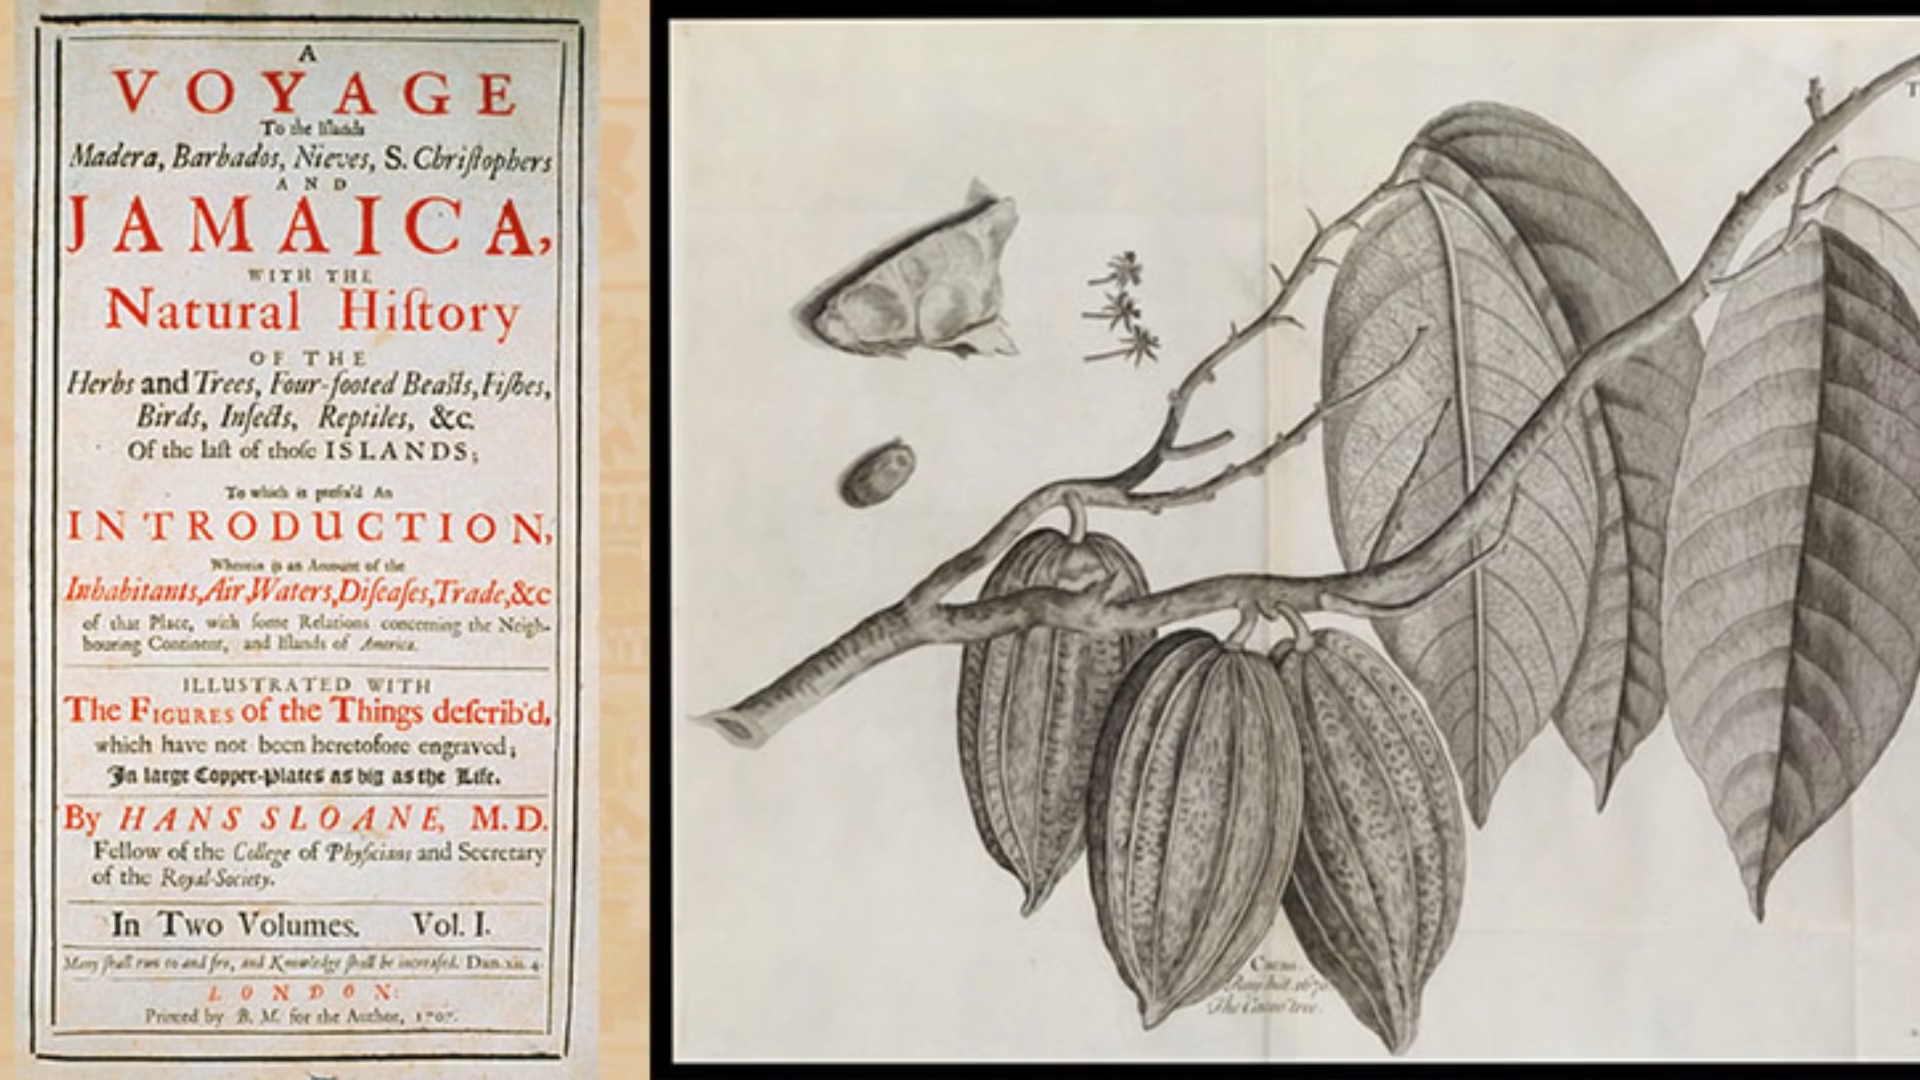 A
VOYAGE
To the Iſlands
Madera, Barbados, Nieves, S. Chriſtophers
AND
JAMAICA,
WITH THE
Natural Hiſtory
OF THE
Herbs and Trees, Four-footed Beaſts, Fiſhes,
Birds, Inſects, Reptiles, &c.
Of the laſt of thoſe ISLANDS;
To which is prefix'd An
INTRODUCTION,
Wherein is an Account of the
Inhabitants, Air, Waters, Diſeaſes, Trade, &c
of that Place, with ſome Relations concerning the Neigh-
bouring Continent, and Iſlands of America.
ILLUSTRATED WITH
The FIGURES of the Things deſcrib'd,
which have not been heretofore engraved;
In large Copper-Plates as big as the Life.
By HANS SLOANE, M.D.
Fellow of the College of Phyſicians and Secretary
of the Royal-Society.
In Two Volumes. Vol. I.
Many ſhall run to and fro, and Knowledge ſhall be increaſed. Dan. xii. 4.
LONDON:
Printed by B. M. for the Author, 1707.
Cacao.
The Cacao tree.